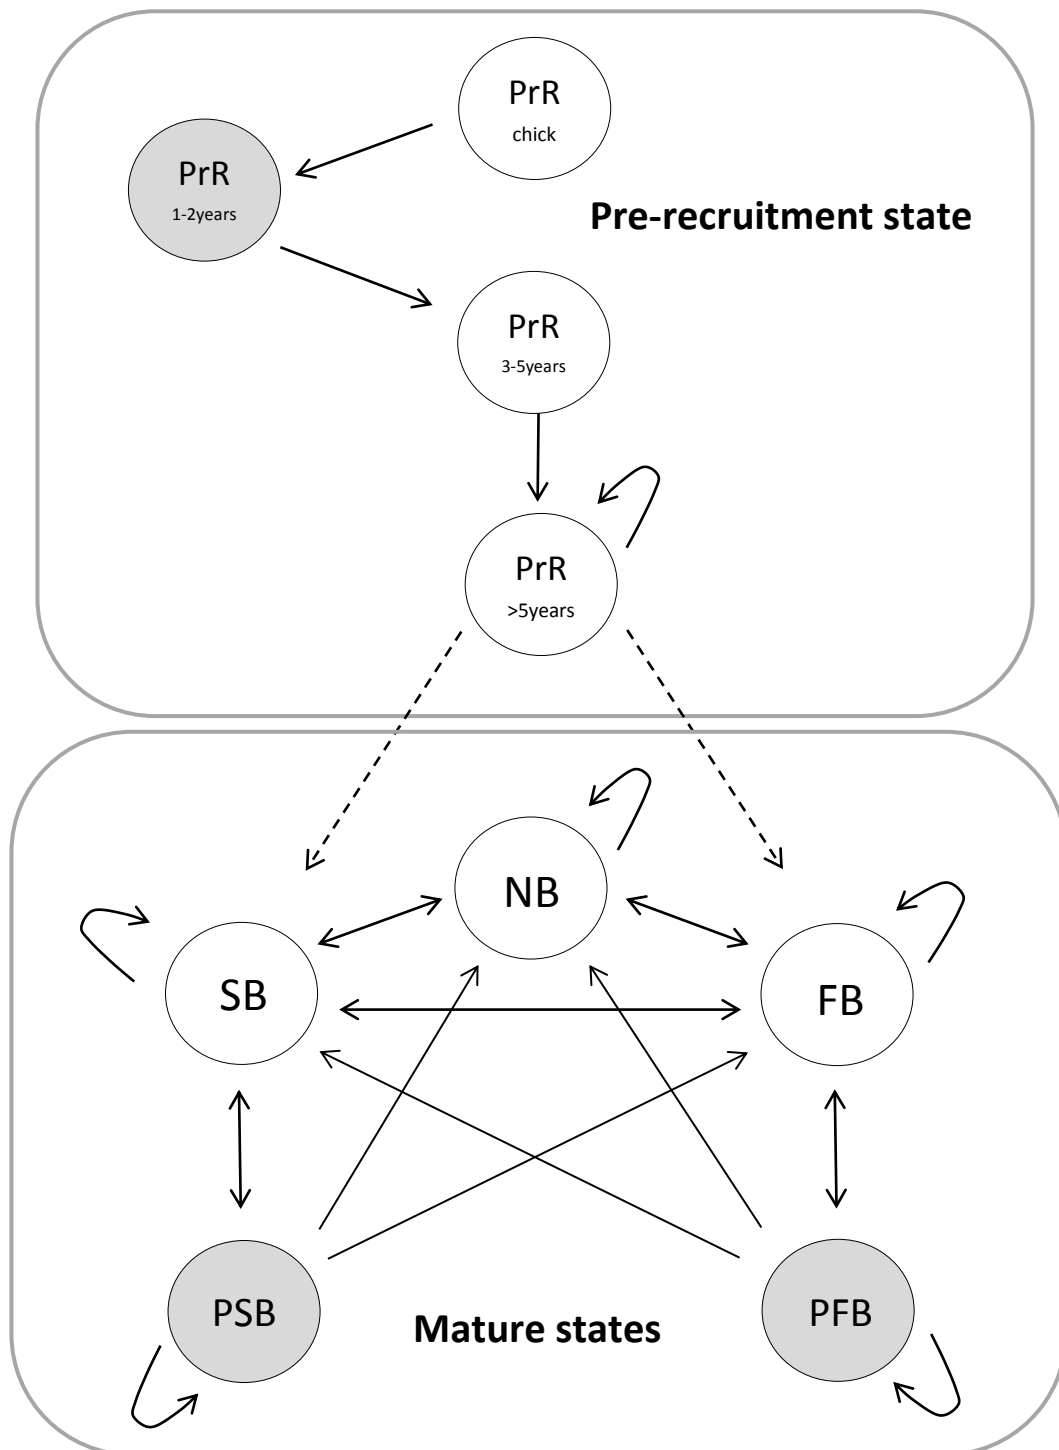 PrR
chick
PrR
1-2years
Pre-recruitment state
PrR
3-5years
PrR
>5years
NB
SB
FB
PSB
PFB
Mature states